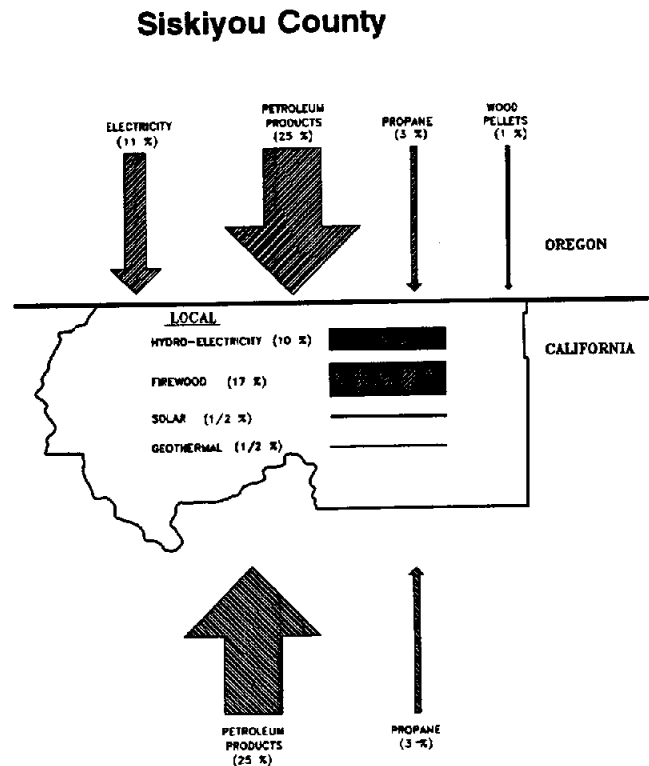 Siskiyou County
ELECTRICITY
(11 %)
PETROLEUM
PRODUCTS
(25 %)
PROPANE
(3 %)
WOOD
PELLETS
(1 %)
OREGON
CALIFORNIA
LOCAL
HYDRO-ELECTRICITY (10 %)
FIREWOOD (17 %)
SOLAR (1/2 %)
GEOTHERMAL (1/2 %)
PETROLEUM
PRODUCTS
(25 %)
PROPANE
(3 %)